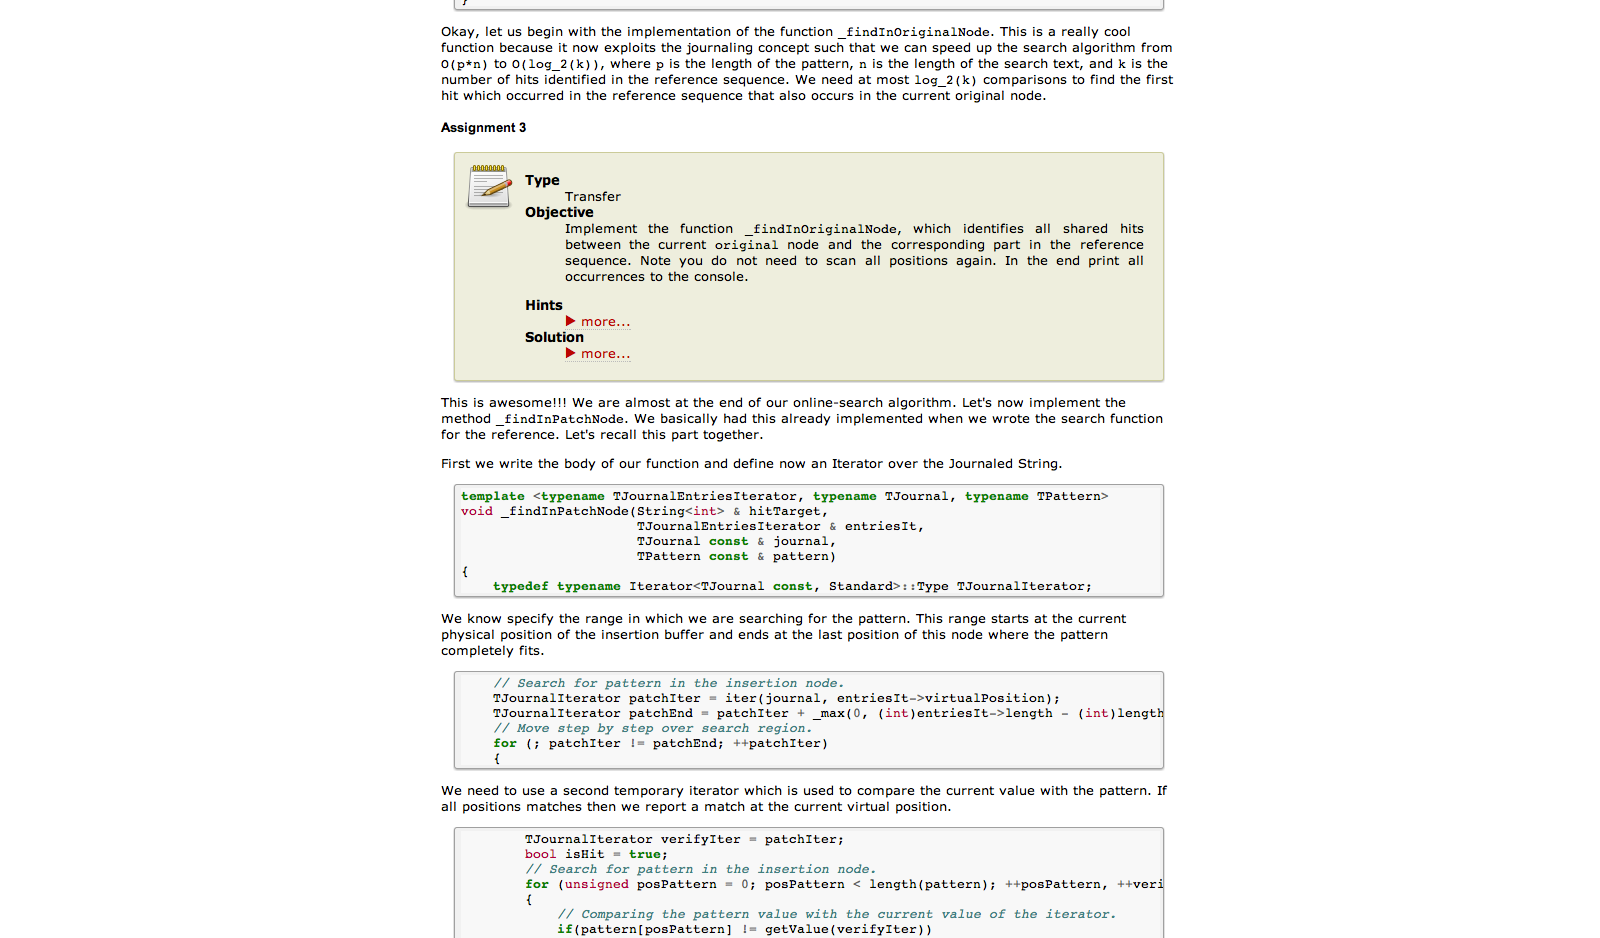 Okay, let us begin with the implementation of the function _findInOriginalNode. This is a really cool
function because it now exploits the journaling concept such that we can speed up the search algorithm from
O(p*n) to O(log_2(k)), where p is the length of the pattern, n is the length of the search text, and k is the
number of hits identified in the reference sequence. We need at most log_2(k) comparisons to find the first
hit which occurred in the reference sequence that also occurs in the current original node.
Assignment 3
Type
Transfer
Objective
Implement the function _findInOriginalNode, which identifies all shared hits
between the current original node and the corresponding part in the reference
sequence. Note you do not need to scan all positions again. In the end print all
occurrences to the console.
Hints
▶ more...
Solution
▶ more...
This is awesome!!! We are almost at the end of our online-search algorithm. Let's now implement the
method _findInPatchNode. We basically had this already implemented when we wrote the search function
for the reference. Let's recall this part together.
First we write the body of our function and define now an Iterator over the Journaled String.
template <typename TJournalEntriesIterator, typename TJournal, typename TPattern>
void _findInPatchNode(String<int> & hitTarget,
TJournalEntriesIterator & entriesIt,
TJournal const & journal,
TPattern const & pattern)
{
typedef typename Iterator<TJournal const, Standard>::Type TJournalIterator;
We know specify the range in which we are searching for the pattern. This range starts at the current
physical position of the insertion buffer and ends at the last position of this node where the pattern
completely fits.
// Search for pattern in the insertion node.
TJournalIterator patchIter = iter(journal, entriesIt->virtualPosition);
TJournalIterator patchEnd = patchIter + _max(0, (int)entriesIt->length - (int)length
// Move step by step over search region.
for (; patchIter != patchEnd; ++patchIter)
{
We need to use a second temporary iterator which is used to compare the current value with the pattern. If
all positions matches then we report a match at the current virtual position.
TJournalIterator verifyIter = patchIter;
bool isHit = true;
// Search for pattern in the insertion node.
for (unsigned posPattern = 0; posPattern < length(pattern); ++posPattern, ++veri
{
// Comparing the pattern value with the current value of the iterator.
if(pattern[posPattern] != getValue(verifyIter))